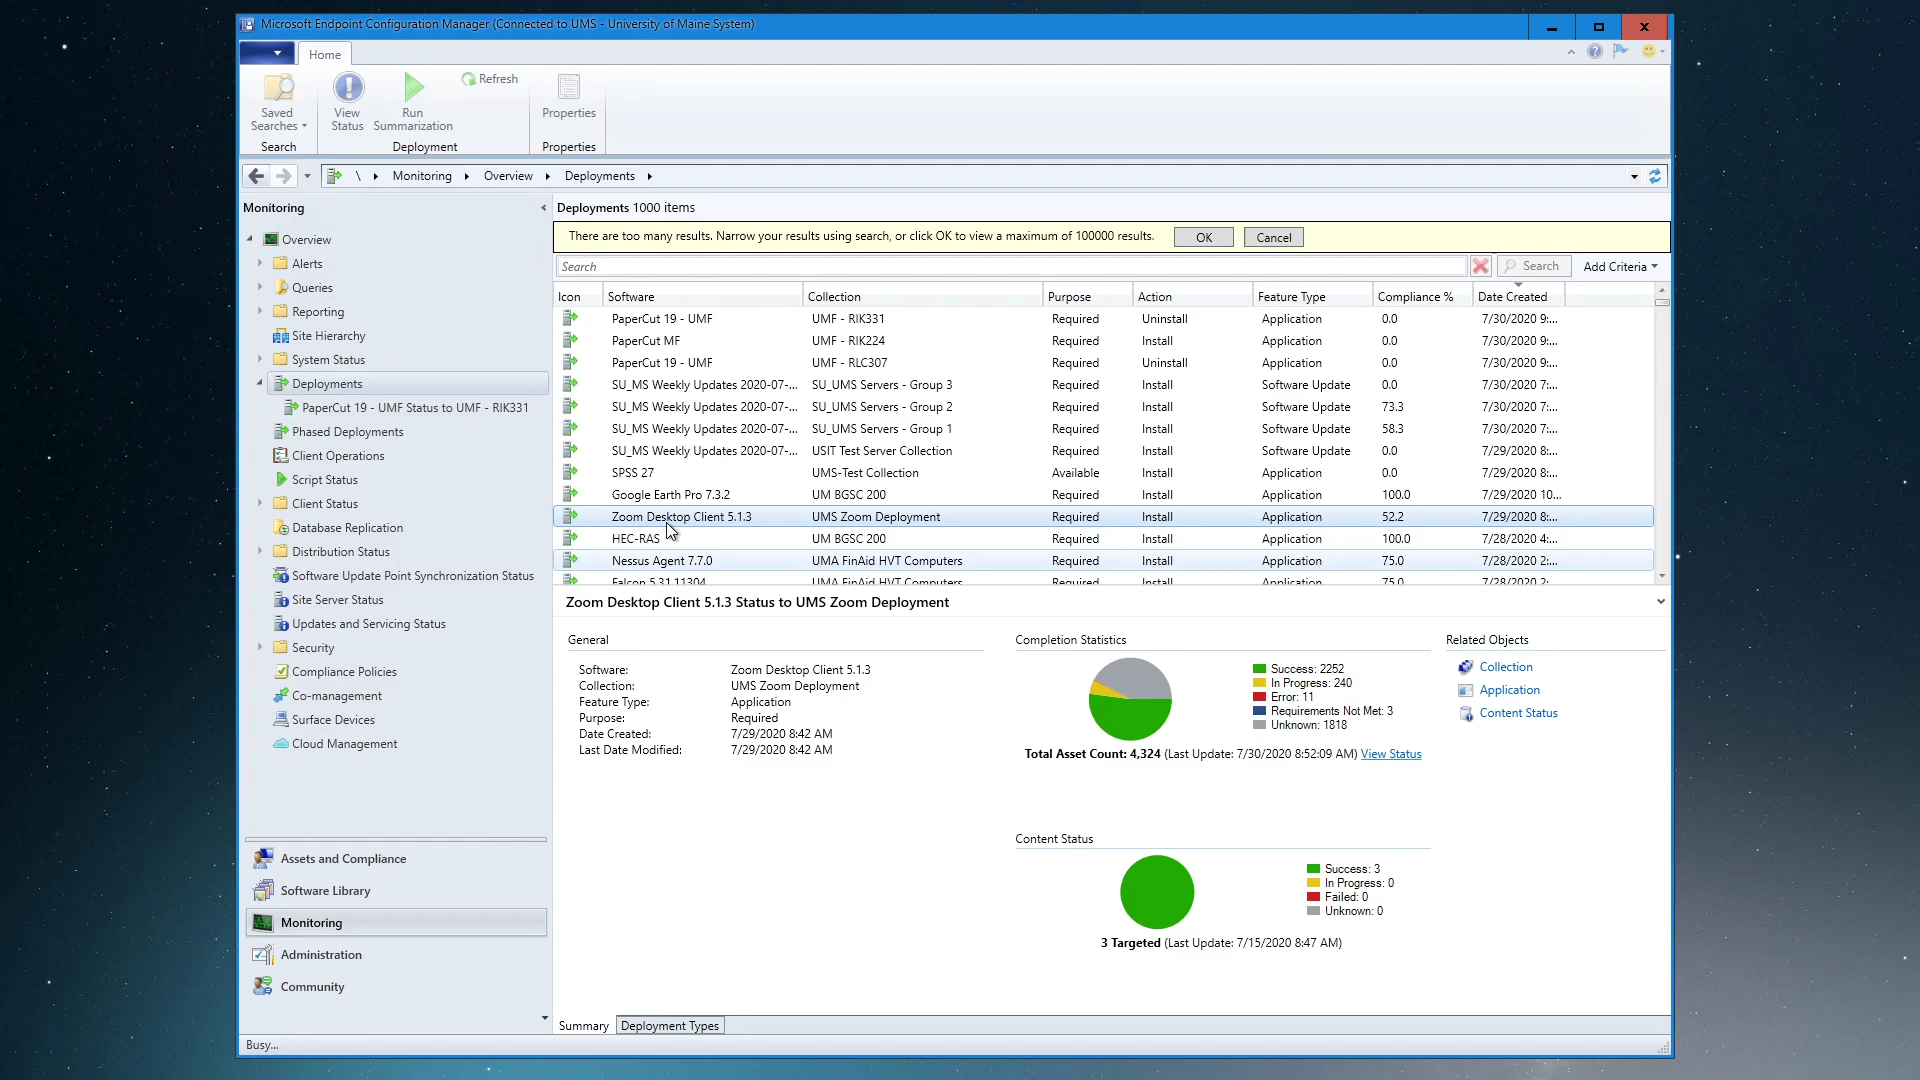 Microsoft Endpoint Configuration Manager (Connected to UMS - University of Maine System)
Home
Saved Searches
View Status
Run Summarization
Refresh
Properties
Search
Deployment
Properties
\ Monitoring Overview Deployments
Monitoring
Overview
Alerts
Queries
Reporting
Site Hierarchy
System Status
Deployments
PaperCut 19 - UMF Status to UMF - RIK331
Phased Deployments
Client Operations
Script Status
Client Status
Database Replication
Distribution Status
Software Update Point Synchronization Status
Site Server Status
Updates and Servicing Status
Security
Compliance Policies
Co-management
Surface Devices
Cloud Management
Assets and Compliance
Software Library
Monitoring
Administration
Community
Deployments 1000 items
There are too many results. Narrow your results using search, or click OK to view a maximum of 100000 results. OK Cancel
Search Search Add Criteria
Icon Software Collection Purpose Action Feature Type Compliance % Date Created
PaperCut 19 - UMF UMF - RIK331 Required Uninstall Application 0.0 7/30/2020 9:...
PaperCut MF UMF - RIK224 Required Install Application 0.0 7/30/2020 9:...
PaperCut 19 - UMF UMF - RLC307 Required Uninstall Application 0.0 7/30/2020 9:...
SU_MS Weekly Updates 2020-07-... SU_UMS Servers - Group 3 Required Install Software Update 0.0 7/30/2020 7:...
SU_MS Weekly Updates 2020-07-... SU_UMS Servers - Group 2 Required Install Software Update 73.3 7/30/2020 7:...
SU_MS Weekly Updates 2020-07-... SU_UMS Servers - Group 1 Required Install Software Update 58.3 7/30/2020 7:...
SU_MS Weekly Updates 2020-07-... USIT Test Server Collection Required Install Software Update 0.0 7/29/2020 8:...
SPSS 27 UMS-Test Collection Available Install Application 0.0 7/29/2020 8:...
Google Earth Pro 7.3.2 UM BGSC 200 Required Install Application 100.0 7/29/2020 10...
Zoom Desktop Client 5.1.3 UMS Zoom Deployment Required Install Application 52.2 7/29/2020 8:...
HEC-RAS UM BGSC 200 Required Install Application 100.0 7/28/2020 4:...
Nessus Agent 7.7.0 UMA FinAid HVT Computers Required Install Application 75.0 7/28/2020 2:...
Falcon 5.31.11304 UMA FinAid HVT Computers Required Install Application 75.0 7/28/2020 2:...
Zoom Desktop Client 5.1.3 Status to UMS Zoom Deployment
General
Software: Zoom Desktop Client 5.1.3
Collection: UMS Zoom Deployment
Feature Type: Application
Purpose: Required
Date Created: 7/29/2020 8:42 AM
Last Date Modified: 7/29/2020 8:42 AM
Completion Statistics
Success: 2252
In Progress: 240
Error: 11
Requirements Not Met: 3
Unknown: 1818
Total Asset Count: 4,324 (Last Update: 7/30/2020 8:52:09 AM) View Status
Related Objects
Collection
Application
Content Status
Content Status
Success: 3
In Progress: 0
Failed: 0
Unknown: 0
3 Targeted (Last Update: 7/15/2020 8:47 AM)
Summary Deployment Types
Busy...